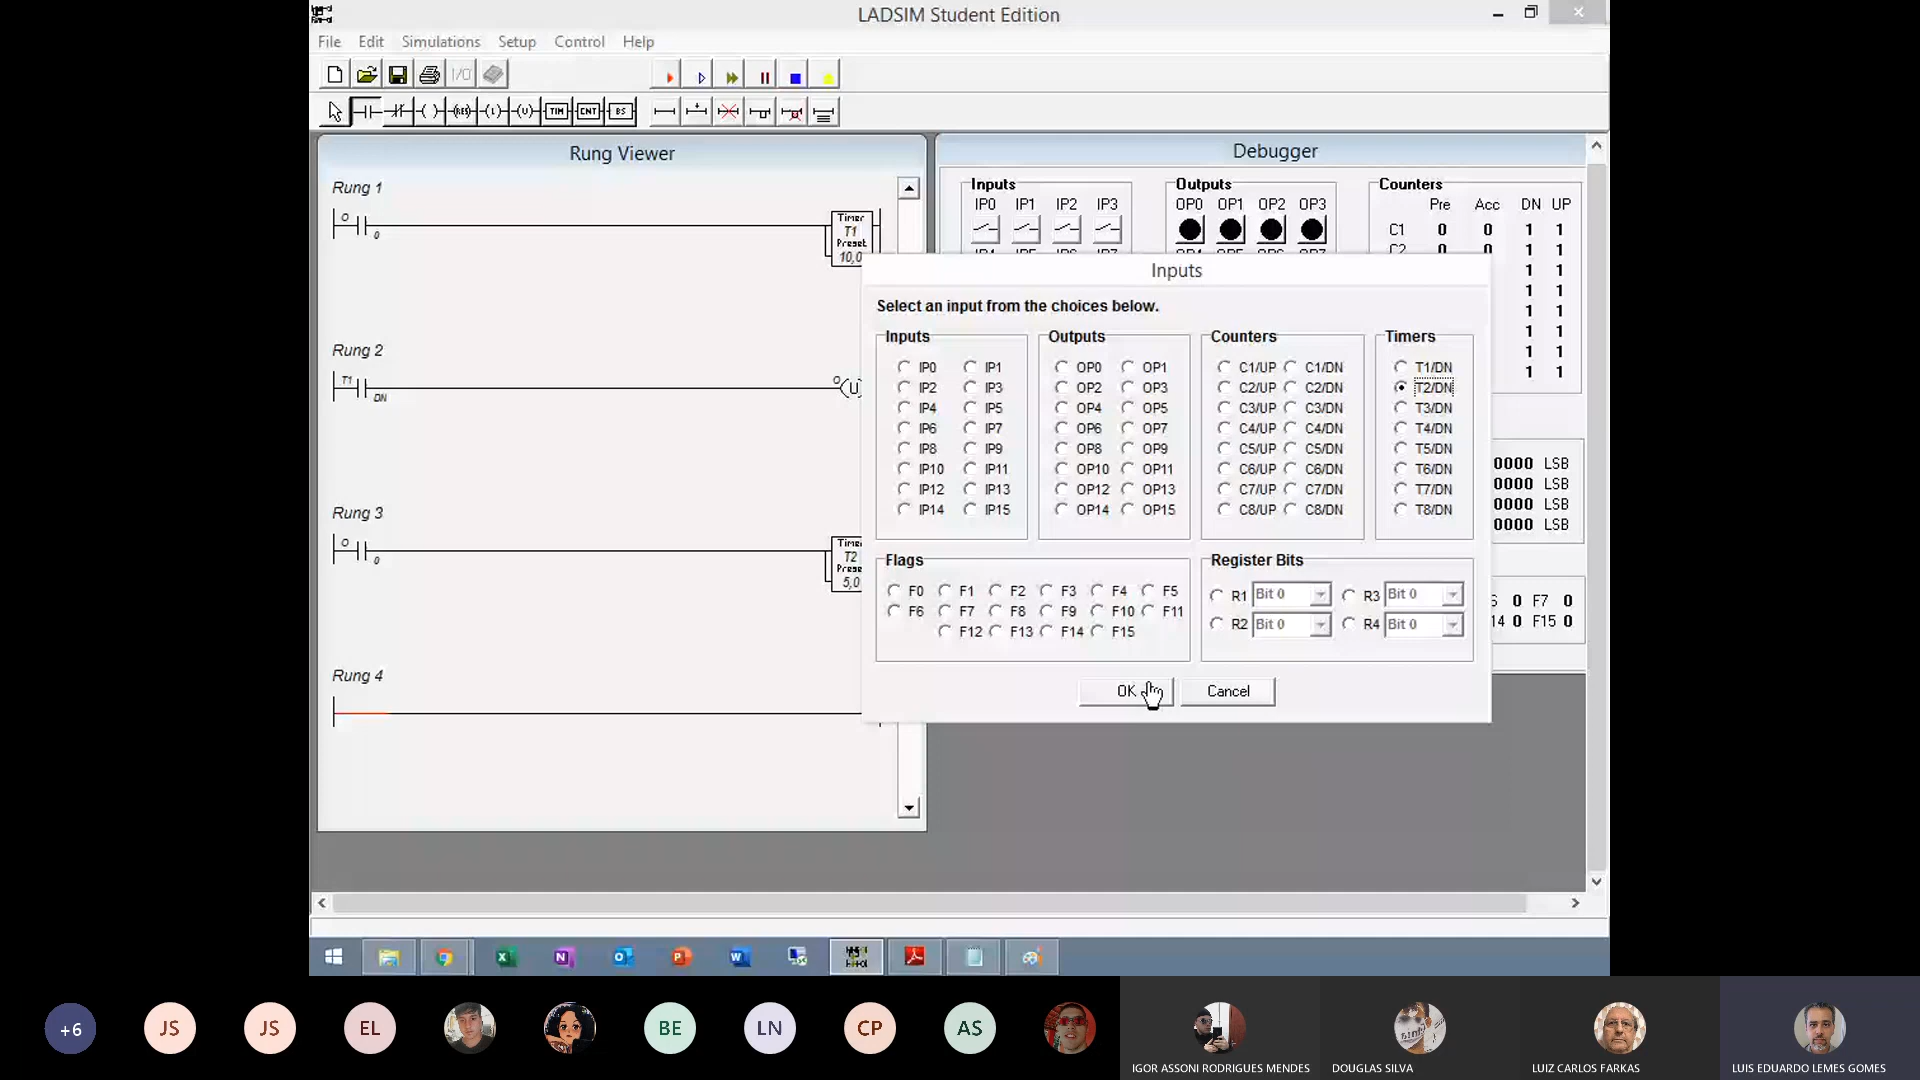 LADSIM Student Edition
File Edit Simulations Setup Control Help
I/O
(RES) (L) (U) TIM CNT BS
Rung Viewer
Rung 1
O
0
Timer
T1
Preset
10,0
Rung 2
T1
DN
O
(U)
Rung 3
O
0
T2
5,0
Rung 4
Debugger
Inputs
IP0 IP1 IP2 IP3
Outputs
OP0 OP1 OP2 OP3
Counters
Pre Acc DN UP
C1 0 0 1 1
C2 0 0 1 1
1 1
1 1
1 1
1 1
1 1
1 1
0000 LSB
0000 LSB
0000 LSB
0000 LSB
0 F7 0
14 0 F15 0
Inputs
Select an input from the choices below.
Inputs
IP0 IP1
IP2 IP3
IP4 IP5
IP6 IP7
IP8 IP9
IP10 IP11
IP12 IP13
IP14 IP15
Outputs
OP0 OP1
OP2 OP3
OP4 OP5
OP6 OP7
OP8 OP9
OP10 OP11
OP12 OP13
OP14 OP15
Counters
C1/UP C1/DN
C2/UP C2/DN
C3/UP C3/DN
C4/UP C4/DN
C5/UP C5/DN
C6/UP C6/DN
C7/UP C7/DN
C8/UP C8/DN
Timers
T1/DN
T2/DN
T3/DN
T4/DN
T5/DN
T6/DN
T7/DN
T8/DN
Flags
F0 F1 F2 F3 F4 F5
F6 F7 F8 F9 F10 F11
F12 F13 F14 F15
Register Bits
R1 Bit 0 R3 Bit 0
R2 Bit 0 R4 Bit 0
OK Cancel
+6 JS JS EL BE LN CP AS
IGOR ASSONI RODRIGUES MENDES
DOUGLAS SILVA
LUIZ CARLOS FARKAS
LUIS EDUARDO LEMES GOMES